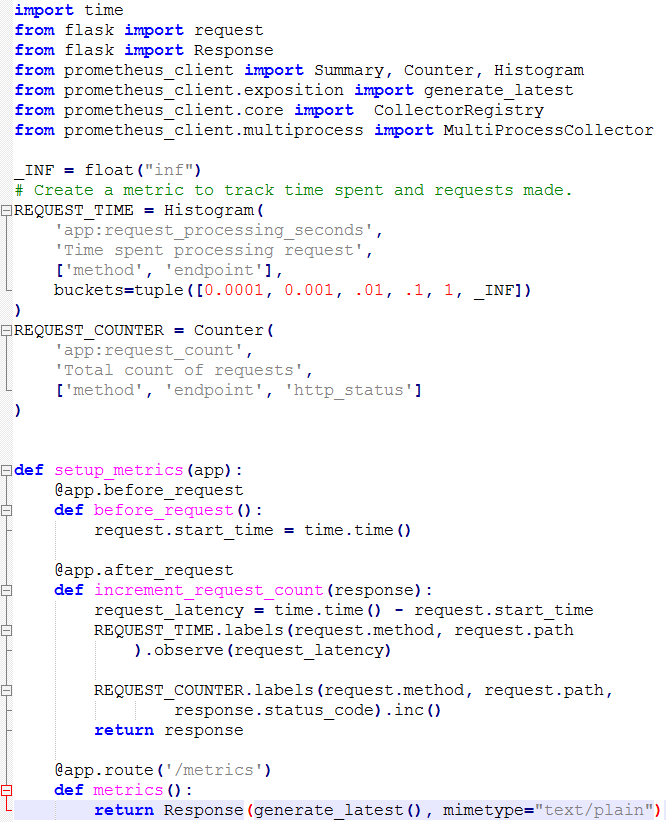 import time
from flask import request
from flask import Response
from prometheus_client import Summary, Counter, Histogram
from prometheus_client.exposition import generate_latest
from prometheus_client.core import  CollectorRegistry
from prometheus_client.multiprocess import MultiProcessCollector

_INF = float("inf")
# Create a metric to track time spent and requests made.
REQUEST_TIME = Histogram(
    'app:request_processing_seconds',
    'Time spent processing request',
    ['method', 'endpoint'],
    buckets=tuple([0.0001, 0.001, .01, .1, 1, _INF])
)
REQUEST_COUNTER = Counter(
    'app:request_count',
    'Total count of requests',
    ['method', 'endpoint', 'http_status']
)


def setup_metrics(app):
    @app.before_request
    def before_request():
        request.start_time = time.time()

    @app.after_request
    def increment_request_count(response):
        request_latency = time.time() - request.start_time
        REQUEST_TIME.labels(request.method, request.path
            ).observe(request_latency)

        REQUEST_COUNTER.labels(request.method, request.path,
                response.status_code).inc()
        return response

    @app.route('/metrics')
    def metrics():
        return Response(generate_latest(), mimetype="text/plain")